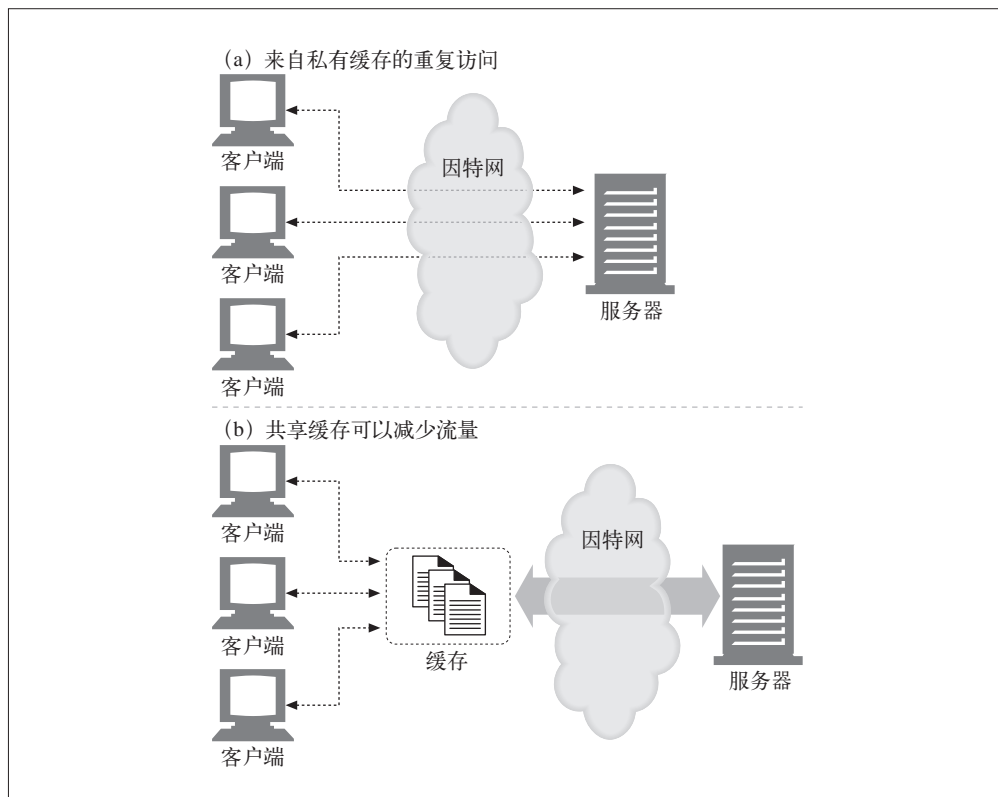 （a）来自私有缓存的重复访问
客户端
因特网
客户端
服务器
客户端
（b）共享缓存可以减少流量
客户端
因特网
客户端
缓存
服务器
客户端